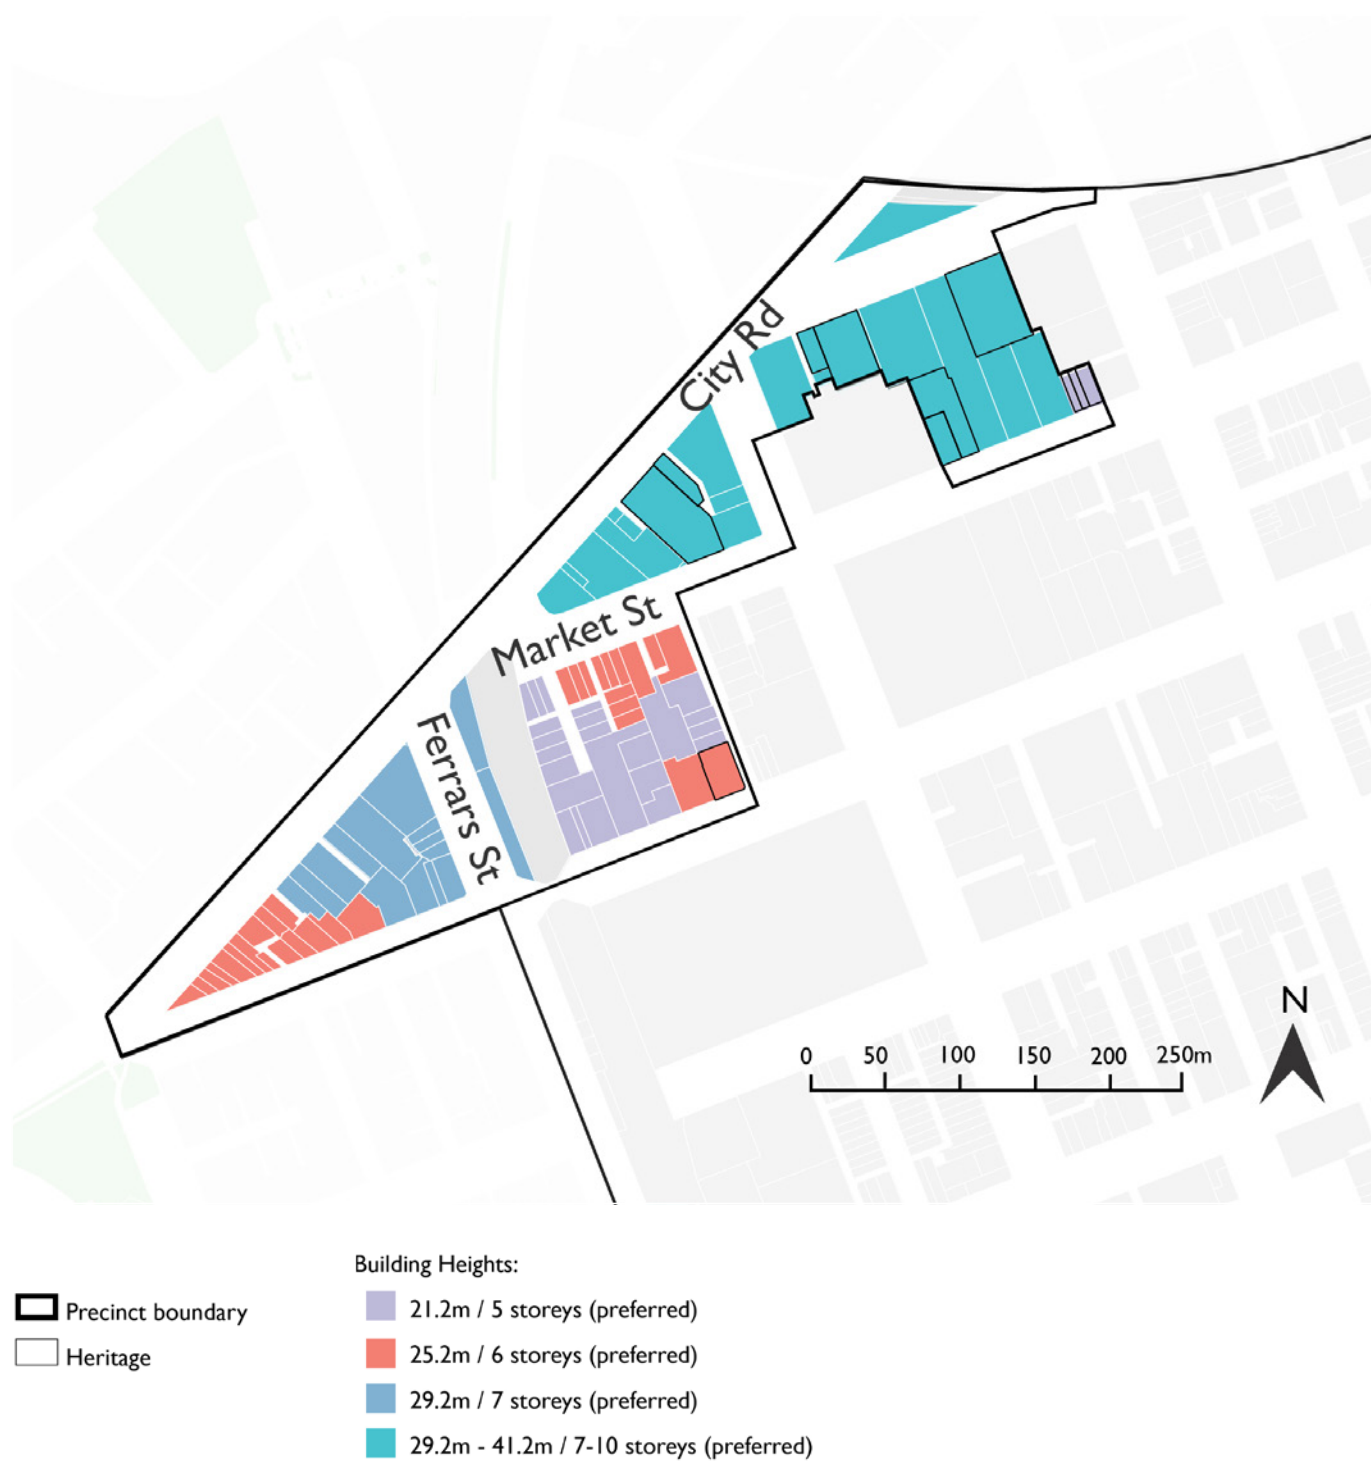 City Rd
Market St
Ferrars St
N
0 50 100 150 200 250m
Building Heights:
Precinct boundary
Heritage
21.2m / 5 storeys (preferred)
25.2m / 6 storeys (preferred)
29.2m / 7 storeys (preferred)
29.2m - 41.2m / 7-10 storeys (preferred)